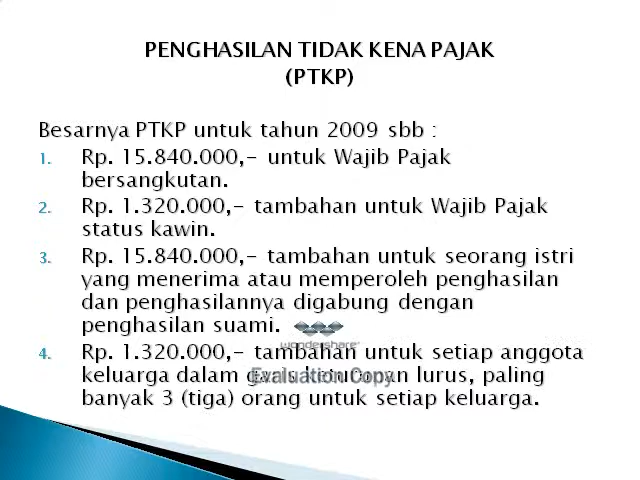 PENGHASILAN TIDAK KENA PAJAK
(PTKP)
Besarnya PTKP untuk tahun 2009 sbb :
1. Rp. 15.840.000,- untuk Wajib Pajak
bersangkutan.
2. Rp. 1.320.000,- tambahan untuk Wajib Pajak
status kawin.
3. Rp. 15.840.000,- tambahan untuk seorang istri
yang menerima atau memperoleh penghasilan
dan penghasilannya digabung dengan
penghasilan suami.
wondershare
4. Rp. 1.320.000,- tambahan untuk setiap anggota
keluarga dalam garis keturunan lurus, paling
Evaluation Copy
banyak 3 (tiga) orang untuk setiap keluarga.